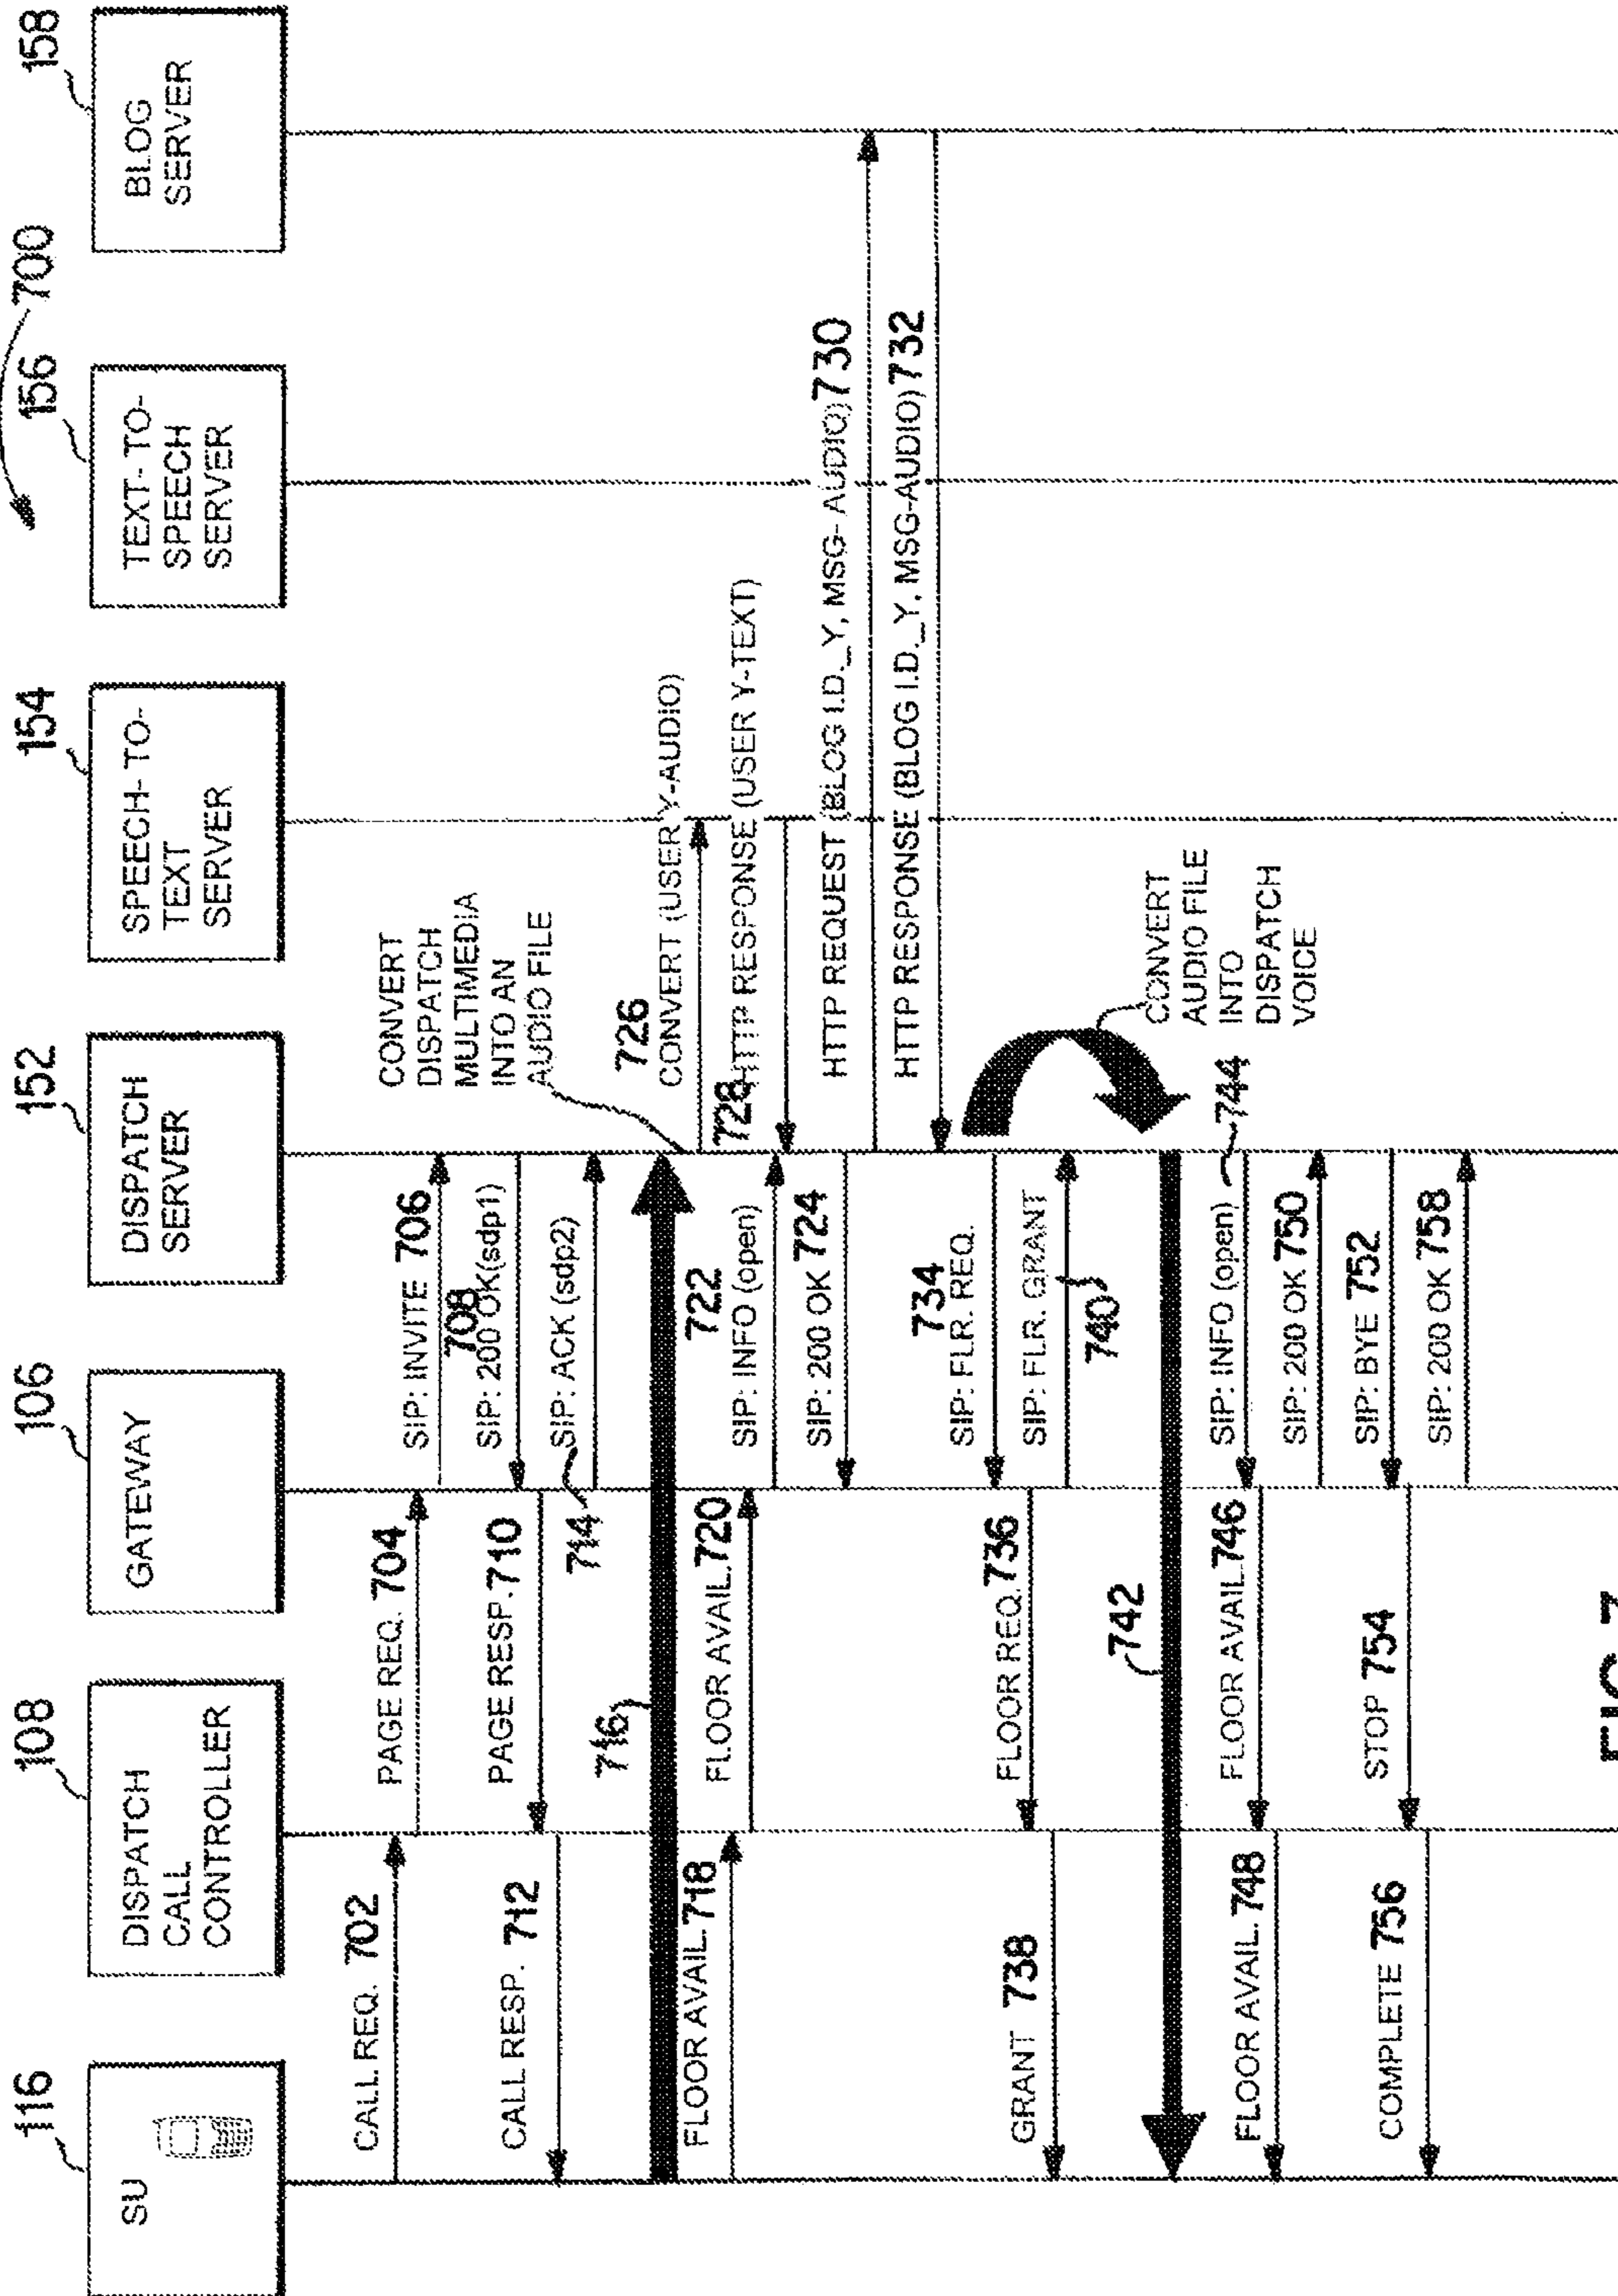 700
116
SU
108
DISPATCH
CALL
CONTROLLER
106
GATEWAY
152
DISPATCH
SERVER
154
SPEECH-TO-
TEXT
SERVER
156
TEXT-TO-
SPEECH
SERVER
158
BLOG
SERVER
CALL REQ. 702
PAGE REQ. 704
SIP: INVITE 706
708
SIP: 200 OK(sdp1)
PAGE RESP. 710
CALL RESP. 712
SIP: ACK (sdp2)
714
716
CONVERT
DISPATCH
MULTIMEDIA
INTO AN
AUDIO FILE
FLOOR AVAIL. 718
FLOOR AVAIL. 720
722
SIP: INFO (open)
SIP: 200 OK 724
726
CONVERT (USER Y-AUDIO)
728
HTTP RESPONSE (USER Y-TEXT)
HTTP REQUEST (BLOG I.D._Y, MSG- AUDIO) 730
HTTP RESPONSE (BLOG I.D._Y, MSG-AUDIO) 732
734
SIP: FLR. REQ.
FLOOR REQ. 736
GRANT 738
SIP: FLR. GRANT
740
CONVERT
AUDIO FILE
INTO
DISPATCH
VOICE
742
SIP: INFO (open) 744
FLOOR AVAIL. 746
FLOOR AVAIL. 748
SIP: 200 OK 750
SIP: BYE 752
STOP 754
COMPLETE 756
SIP: 200 OK 758
FIG. 7